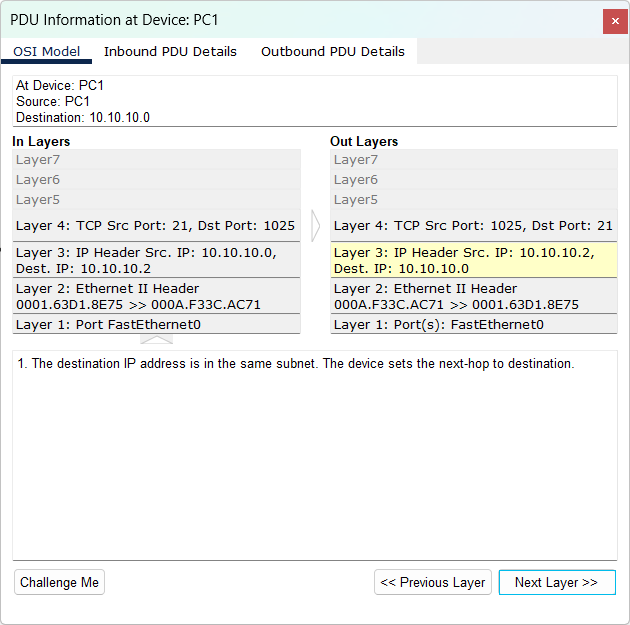 PDU Information at Device: PC1
OSI Model
Inbound PDU Details
Outbound PDU Details
At Device: PC1
Source: PC1
Destination: 10.10.10.0
In Layers
Layer7
Layer6
Layer5
Layer 4: TCP Src Port: 21, Dst Port: 1025
Layer 3: IP Header Src. IP: 10.10.10.0,
Dest. IP: 10.10.10.2
Layer 2: Ethernet II Header
0001.63D1.8E75 >> 000A.F33C.AC71
Layer 1: Port FastEthernet0
Out Layers
Layer7
Layer6
Layer5
Layer 4: TCP Src Port: 1025, Dst Port: 21
Layer 3: IP Header Src. IP: 10.10.10.2,
Dest. IP: 10.10.10.0
Layer 2: Ethernet II Header
000A.F33C.AC71 >> 0001.63D1.8E75
Layer 1: Port(s): FastEthernet0
1. The destination IP address is in the same subnet. The device sets the next-hop to destination.
Challenge Me
<< Previous Layer
Next Layer >>